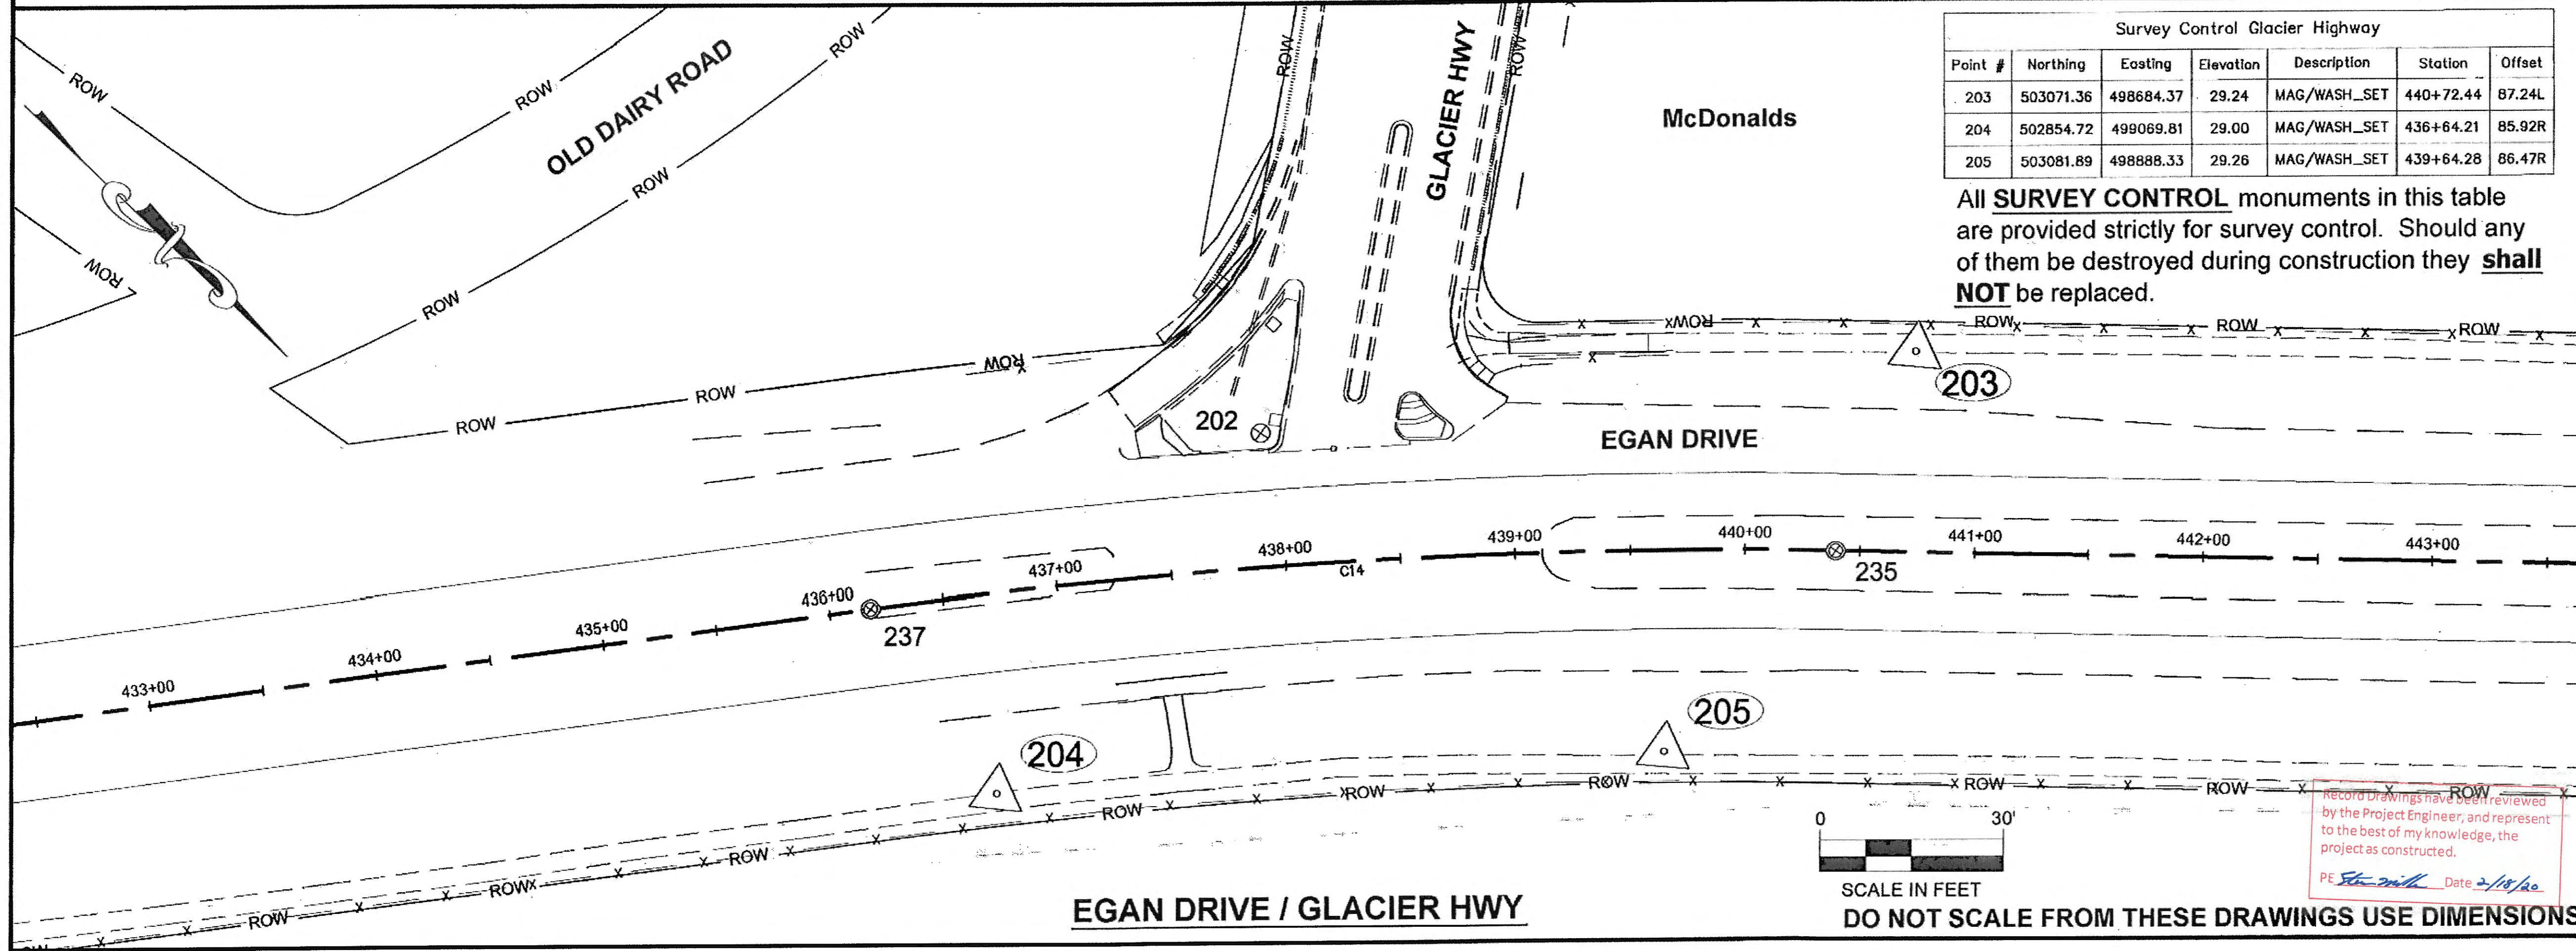 Survey Control Glacier Highway
Point # Northing Easting Elevation Description Station Offset
203 503071.36 498684.37 29.24 MAG/WASH_SET 440+72.44 87.24L
204 502854.72 499069.81 29.00 MAG/WASH_SET 436+64.21 85.92R
205 503081.89 498888.33 29.26 MAG/WASH_SET 439+64.28 86.47R
All SURVEY CONTROL monuments in this table
are provided strictly for survey control. Should any
of them be destroyed during construction they shall
NOT be replaced.
ROW
ROW
ROW
OLD DAIRY ROAD
ROW
ROW
ROW
ROW
ROW
ROW
ROW
GLACIER HWY
ROW
McDonalds
ROW
ROW
ROW
ROW
ROW
203
202
EGAN DRIVE
433+00
434+00
435+00
436+00
437+00
438+00
439+00
440+00
441+00
442+00
443+00
C14
237
235
204
205
ROW
ROW
ROW
ROW
ROW
ROW
ROW
ROW
ROW
0 30'
SCALE IN FEET
EGAN DRIVE / GLACIER HWY
DO NOT SCALE FROM THESE DRAWINGS USE DIMENSIONS
Record Drawings have been reviewed
by the Project Engineer, and represent
to the best of my knowledge, the
project as constructed.
PE Date 2/18/20